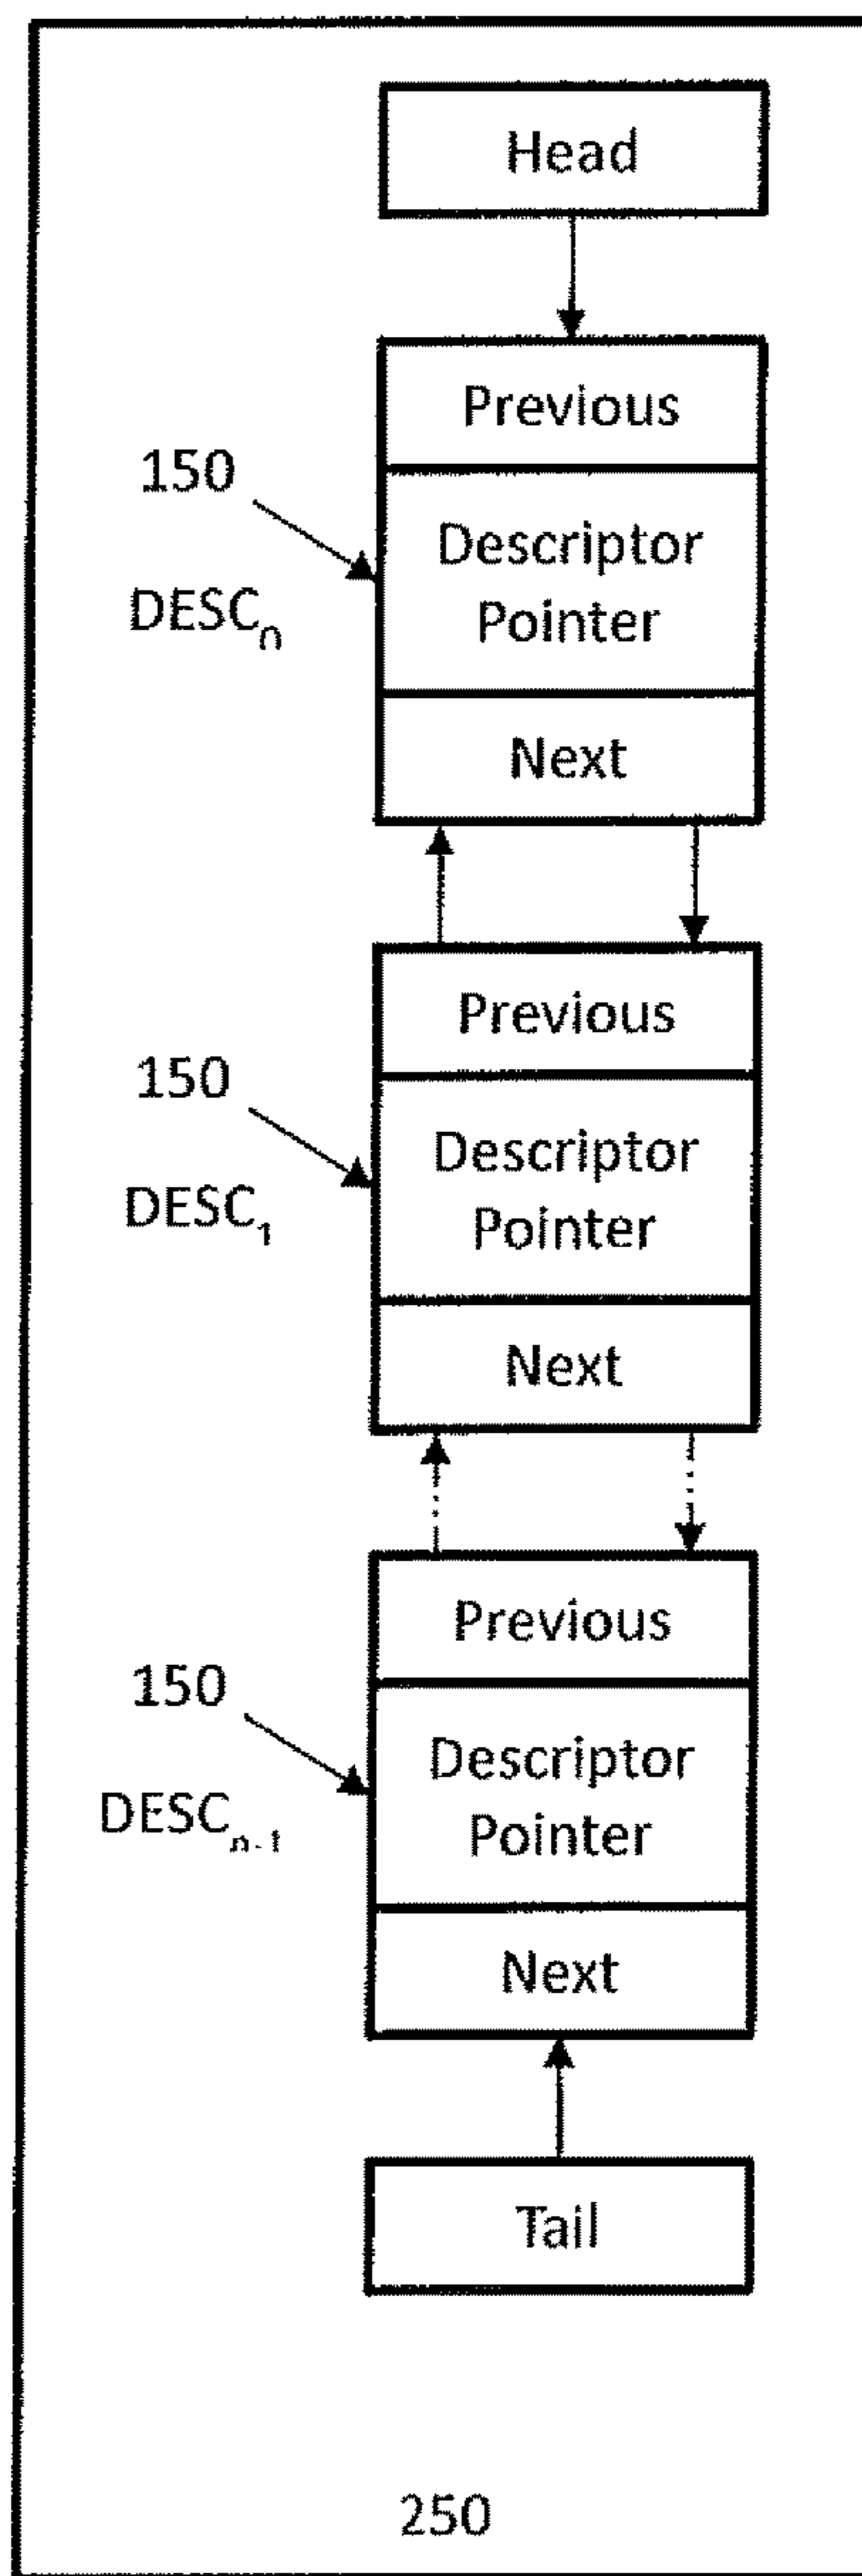 Head
Previous
150
Descriptor
Pointer
DESC₀
Next
Previous
150
Descriptor
Pointer
DESC₁
Next
Previous
150
Descriptor
Pointer
DESCₙ₋₁
Next
Tail
250